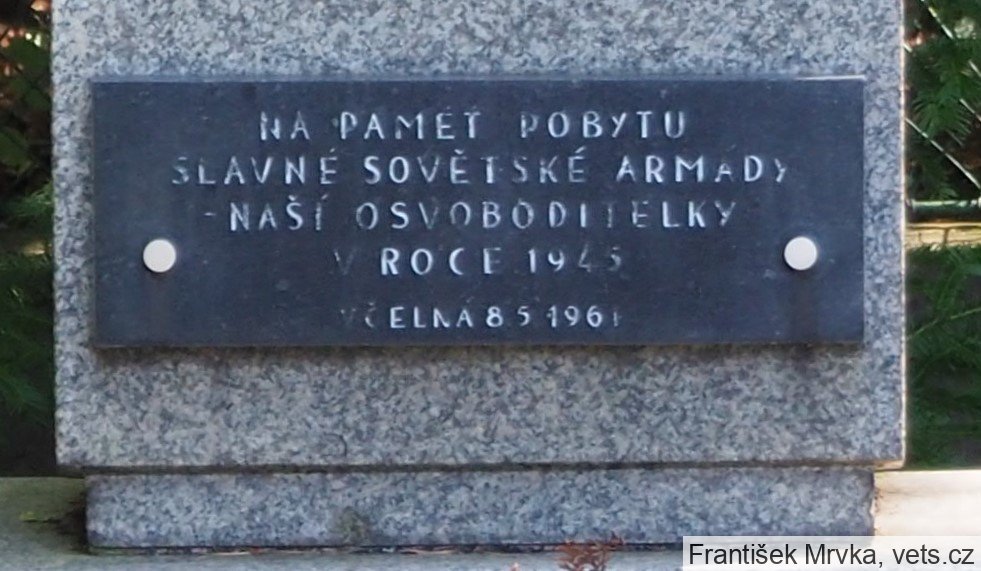 NA PAMĚŤ POBYTU
SLAVNÉ SOVĚTSKÉ ARMÁDY
- NAŠÍ OSVOBODITELKY
V ROCE 1945
VČELNÁ 8 5 1961
František Mrvka, vets.cz